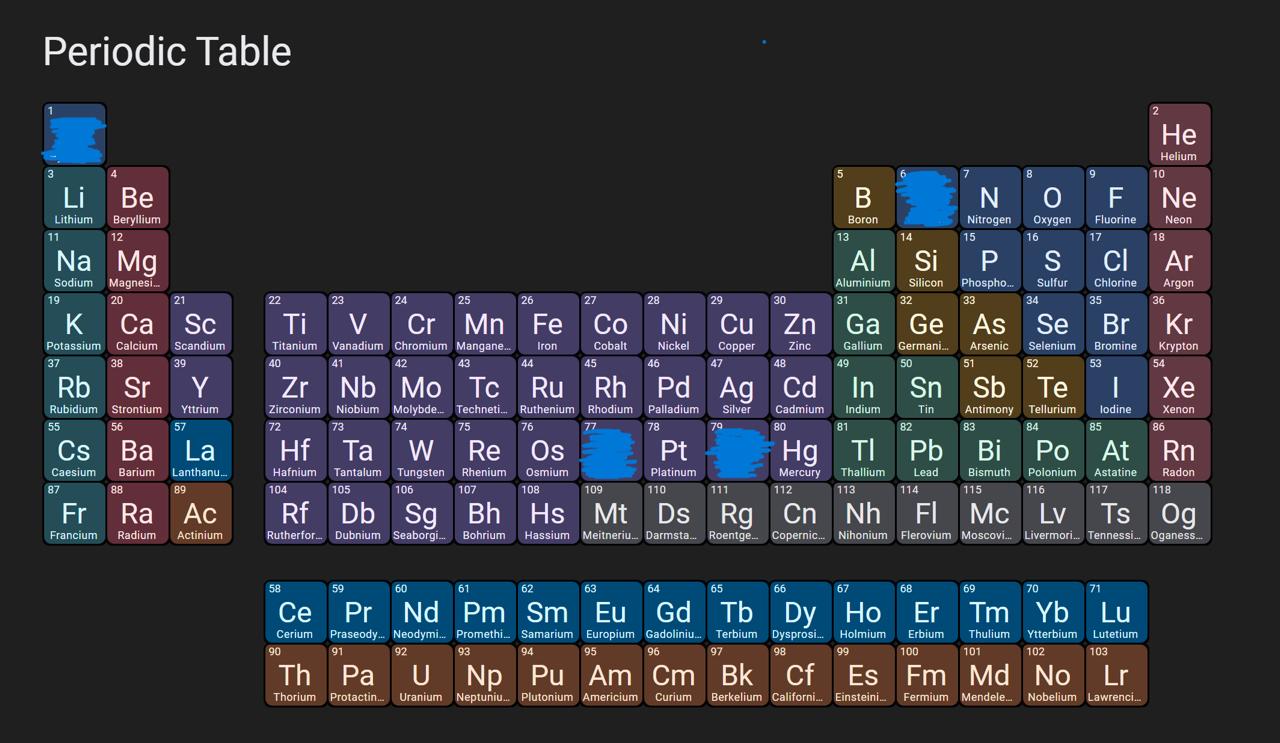 Periodic Table
1 2
He
Helium
3 4 5 6 7 8 9 10
Li Be B N O F Ne
Lithium Beryllium Boron Nitrogen Oxygen Fluorine Neon
11 12 13 14 15 16 17 18
Na Mg Al Si P S Cl Ar
Sodium Magnesi... Aluminium Silicon Phospho... Sulfur Chlorine Argon
19 20 21 22 23 24 25 26 27 28 29 30 31 32 33 34 35 36
K Ca Sc Ti V Cr Mn Fe Co Ni Cu Zn Ga Ge As Se Br Kr
Potassium Calcium Scandium Titanium Vanadium Chromium Mangane... Iron Cobalt Nickel Copper Zinc Gallium Germani... Arsenic Selenium Bromine Krypton
37 38 39 40 41 42 43 44 45 46 47 48 49 50 51 52 53 54
Rb Sr Y Zr Nb Mo Tc Ru Rh Pd Ag Cd In Sn Sb Te I Xe
Rubidium Strontium Yttrium Zirconium Niobium Molybde... Techneti... Ruthenium Rhodium Palladium Silver Cadmium Indium Tin Antimony Tellurium Iodine Xenon
55 56 57 72 73 74 75 76 77 78 79 80 81 82 83 84 85 86
Cs Ba La Hf Ta W Re Os Pt Hg Tl Pb Bi Po At Rn
Caesium Barium Lanthanu... Hafnium Tantalum Tungsten Rhenium Osmium Platinum Mercury Thallium Lead Bismuth Polonium Astatine Radon
87 88 89 104 105 106 107 108 109 110 111 112 113 114 115 116 117 118
Fr Ra Ac Rf Db Sg Bh Hs Mt Ds Rg Cn Nh Fl Mc Lv Ts Og
Francium Radium Actinium Rutherfor... Dubnium Seaborgi... Bohrium Hassium Meitneriu... Darmsta... Roentge... Copernic... Nihonium Flerovium Moscovi... Livermori... Tennessi... Oganess...
58 59 60 61 62 63 64 65 66 67 68 69 70 71
Ce Pr Nd Pm Sm Eu Gd Tb Dy Ho Er Tm Yb Lu
Cerium Praseody... Neodymi... Promethi... Samarium Europium Gadoliniu... Terbium Dysprosi... Holmium Erbium Thulium Ytterbium Lutetium
90 91 92 93 94 95 96 97 98 99 100 101 102 103
Th Pa U Np Pu Am Cm Bk Cf Es Fm Md No Lr
Thorium Protactin... Uranium Neptuniu... Plutonium Americium Curium Berkelium Californi... Einsteini... Fermium Mendele... Nobelium Lawrenci...